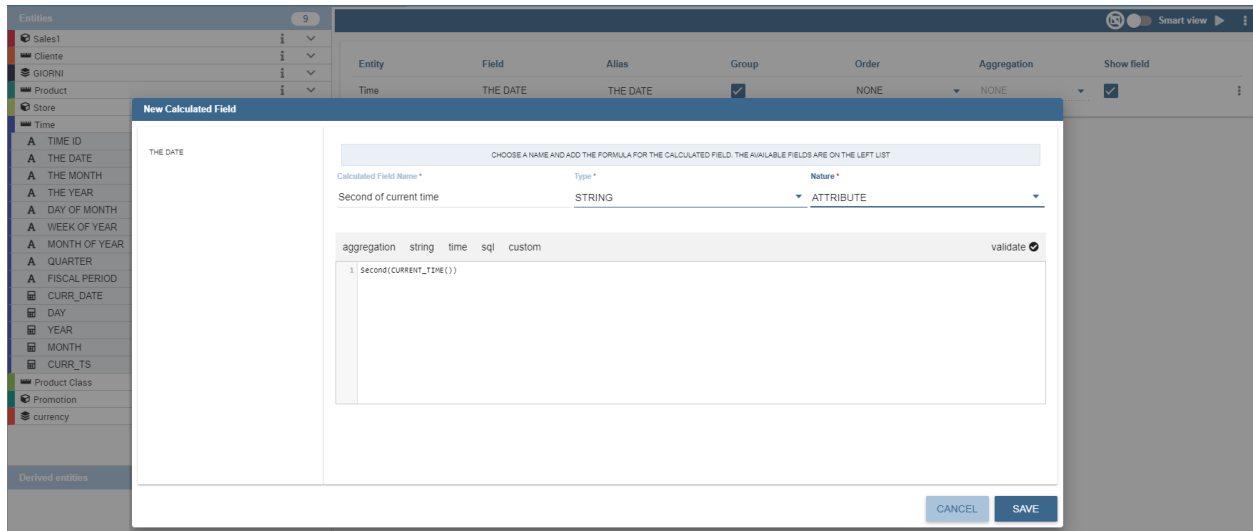 Entities 9
Smart view
Sales1
Cliente
GIORNI
Product
Store
Time
TIME ID
THE DATE
THE MONTH
THE YEAR
DAY OF MONTH
WEEK OF YEAR
MONTH OF YEAR
QUARTER
FISCAL PERIOD
CURR_DATE
DAY
YEAR
MONTH
CURR_TS
Product Class
Promotion
currency
Derived entities
Entity Field Alias Group Order Aggregation Show field
Time THE DATE THE DATE NONE NONE
New Calculated Field
THE DATE
CHOOSE A NAME AND ADD THE FORMULA FOR THE CALCULATED FIELD. THE AVAILABLE FIELDS ARE ON THE LEFT LIST
Calculated Field Name * Type * Nature *
Second of current time STRING ATTRIBUTE
aggregation string time sql custom validate
1 Second(CURRENT_TIME())
CANCEL SAVE